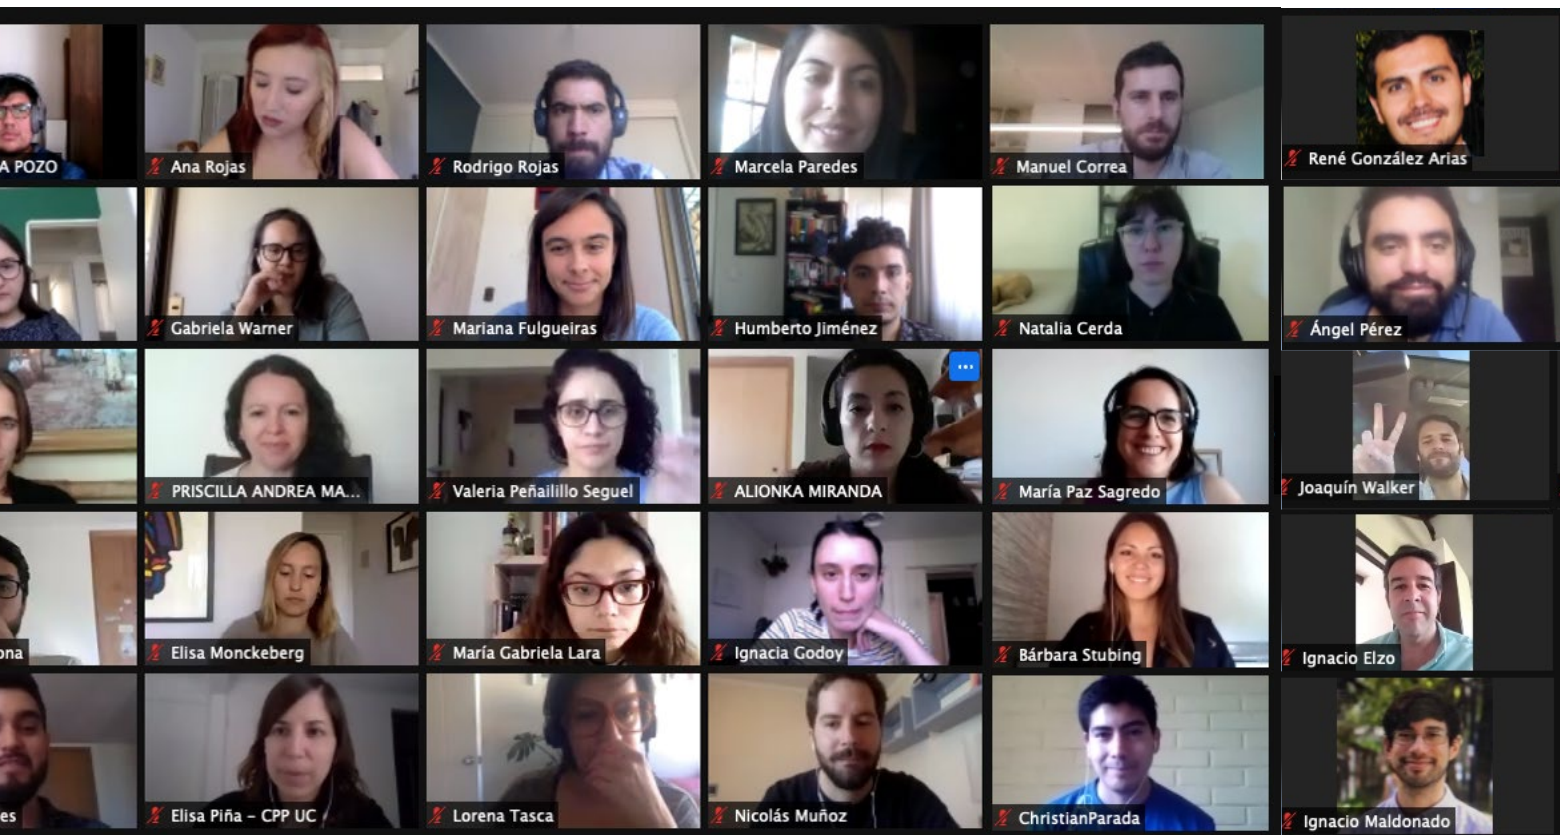 A POZO
Ana Rojas
Rodrigo Rojas
Marcela Paredes
Manuel Correa
René González Arias
Gabriela Warner
Mariana Fulgueiras
Humberto Jiménez
Natalia Cerda
Ángel Pérez
PRISCILLA ANDREA MA...
Valeria Peñailillo Seguel
ALIONKA MIRANDA
María Paz Sagredo
Joaquín Walker
ona
Elisa Monckeberg
María Gabriela Lara
Ignacia Godoy
Bárbara Stubing
Ignacio Elzo
es
Elisa Piña – CPP UC
Lorena Tasca
Nicolás Muñoz
ChristianParada
Ignacio Maldonado